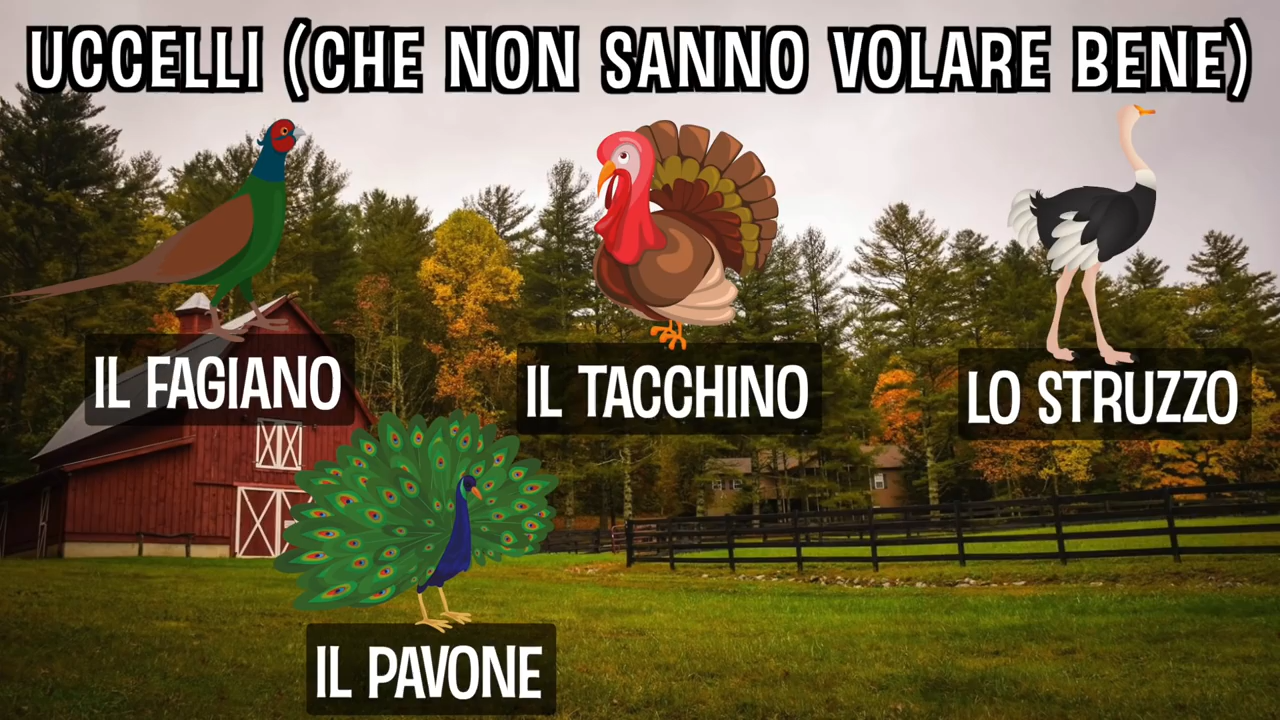 UCCELLI (CHE NON SANNO VOLARE BENE)
IL FAGIANO
IL TACCHINO
LO STRUZZO
IL PAVONE